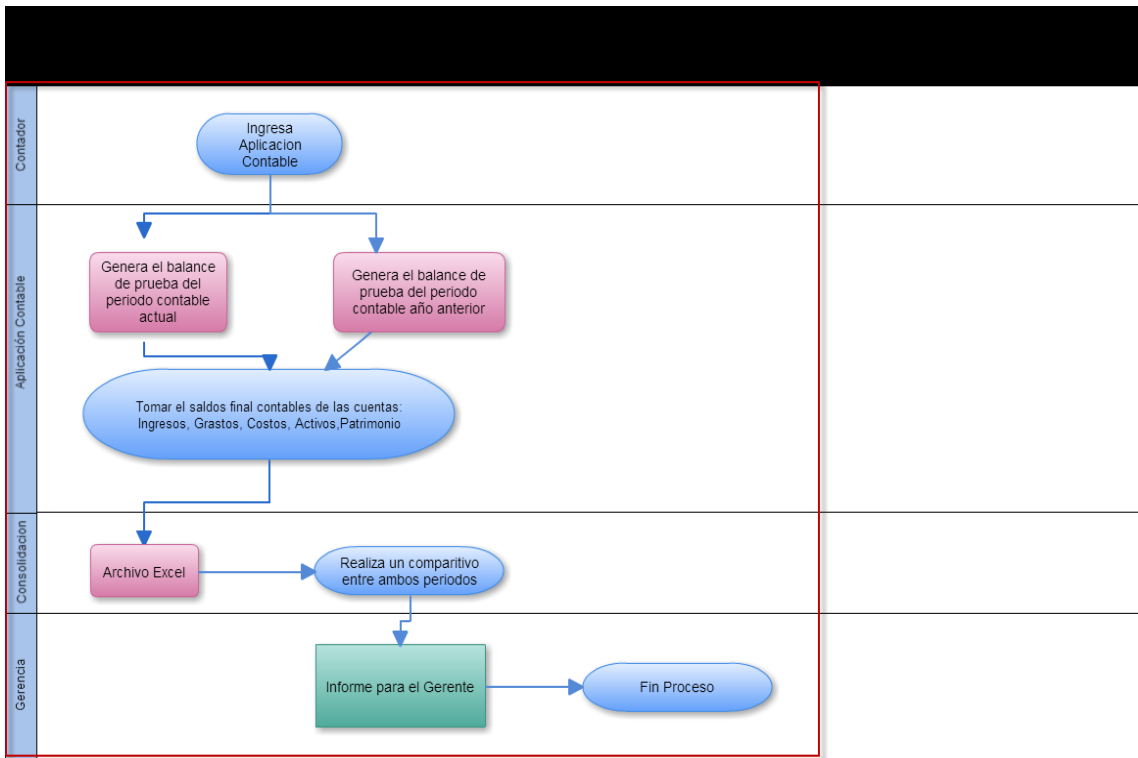 Contador
Ingresa
Aplicacion
Contable
Aplicación Contable
Genera el balance
de prueba del
periodo contable
actual
Genera el balance de
prueba del periodo
contable año anterior
Tomar el saldos final contables de las cuentas:
Ingresos, Grastos, Costos, Activos,Patrimonio
Consolidacion
Archivo Excel
Realiza un comparitivo
entre ambos periodos
Gerencia
Informe para el Gerente
Fin Proceso